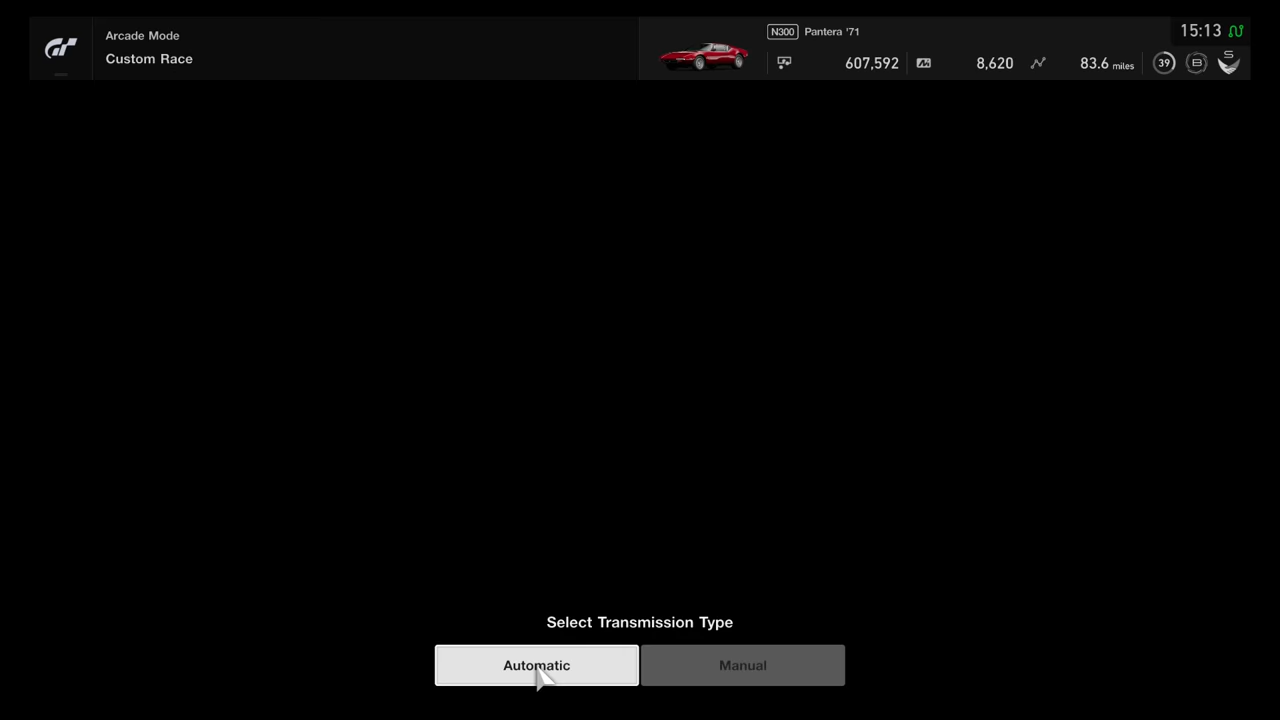 Arcade Mode
Custom Race
N300 Pantera '71
607,592 8,620 83.6 miles
15:13
39 B S
Select Transmission Type
Automatic Manual